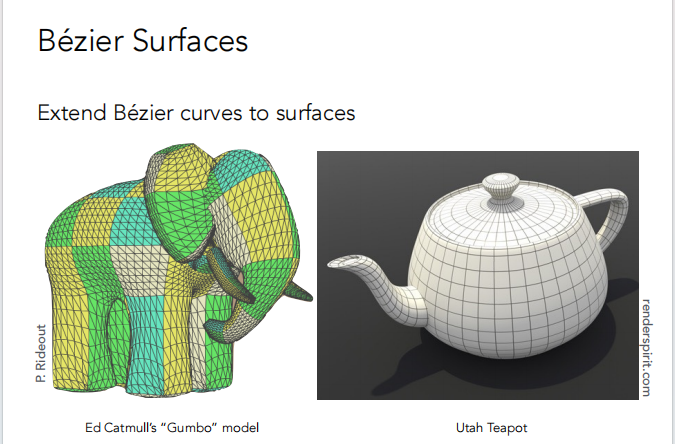 Bézier Surfaces
Extend Bézier curves to surfaces
P. Rideout
renderspirit.com
Ed Catmull's “Gumbo” model
Utah Teapot